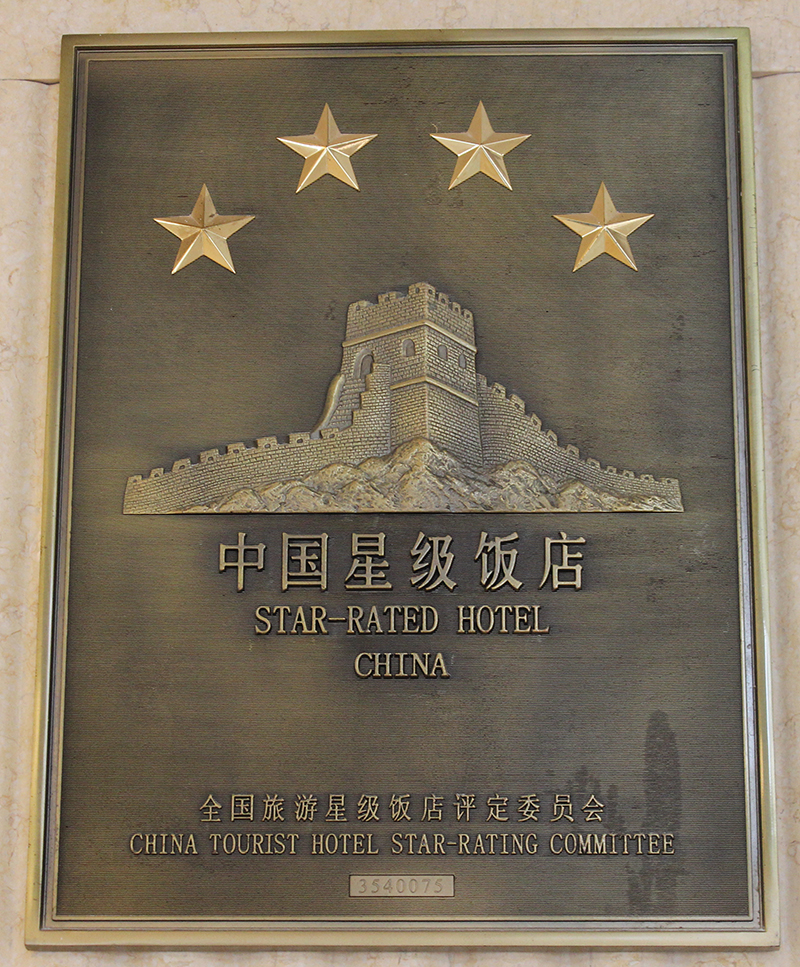 中国星级饭店
STAR-RATED HOTEL
CHINA
全国旅游星级饭店评定委员会
CHINA TOURIST HOTEL STAR-RATING COMMITTEE
3540075